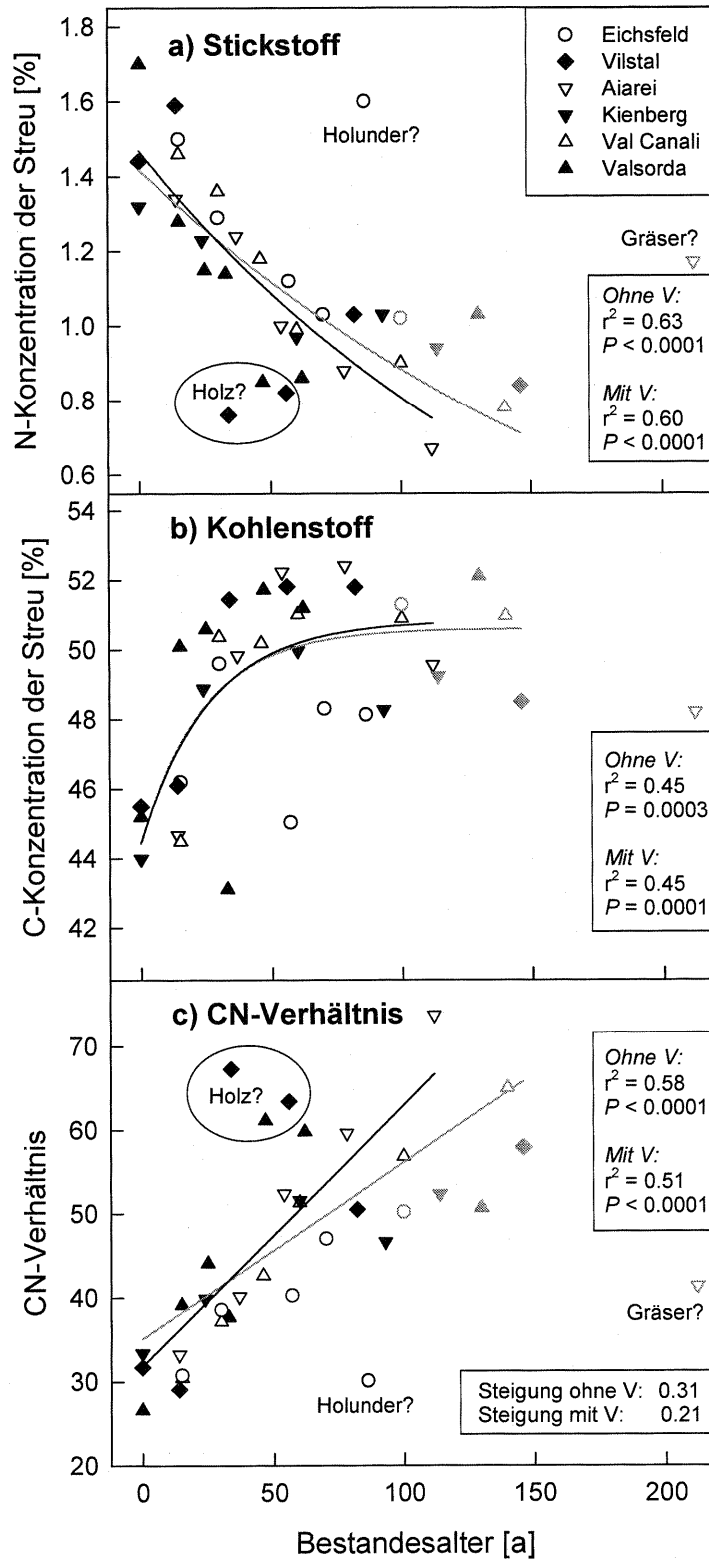 a) Stickstoff
Eichsfeld
Vilstal
Aiarei
Kienberg
Val Canali
Valsorda
Holunder?
Gräser?
Holz?
Ohne V:
r² = 0.63
P < 0.0001
Mit V:
r² = 0.60
P < 0.0001
1.8
1.6
1.4
1.2
1.0
0.8
0.6
N-Konzentration der Streu [%]
b) Kohlenstoff
54
52
50
48
46
44
42
C-Konzentration der Streu [%]
Ohne V:
r² = 0.45
P = 0.0003
Mit V:
r² = 0.45
P = 0.0001
c) CN-Verhältnis
70
60
50
40
30
20
CN-Verhältnis
Holz?
Ohne V:
r² = 0.58
P < 0.0001
Mit V:
r² = 0.51
P < 0.0001
Gräser?
Holunder?
Steigung ohne V: 0.31
Steigung mit V: 0.21
0 50 100 150 200
Bestandesalter [a]